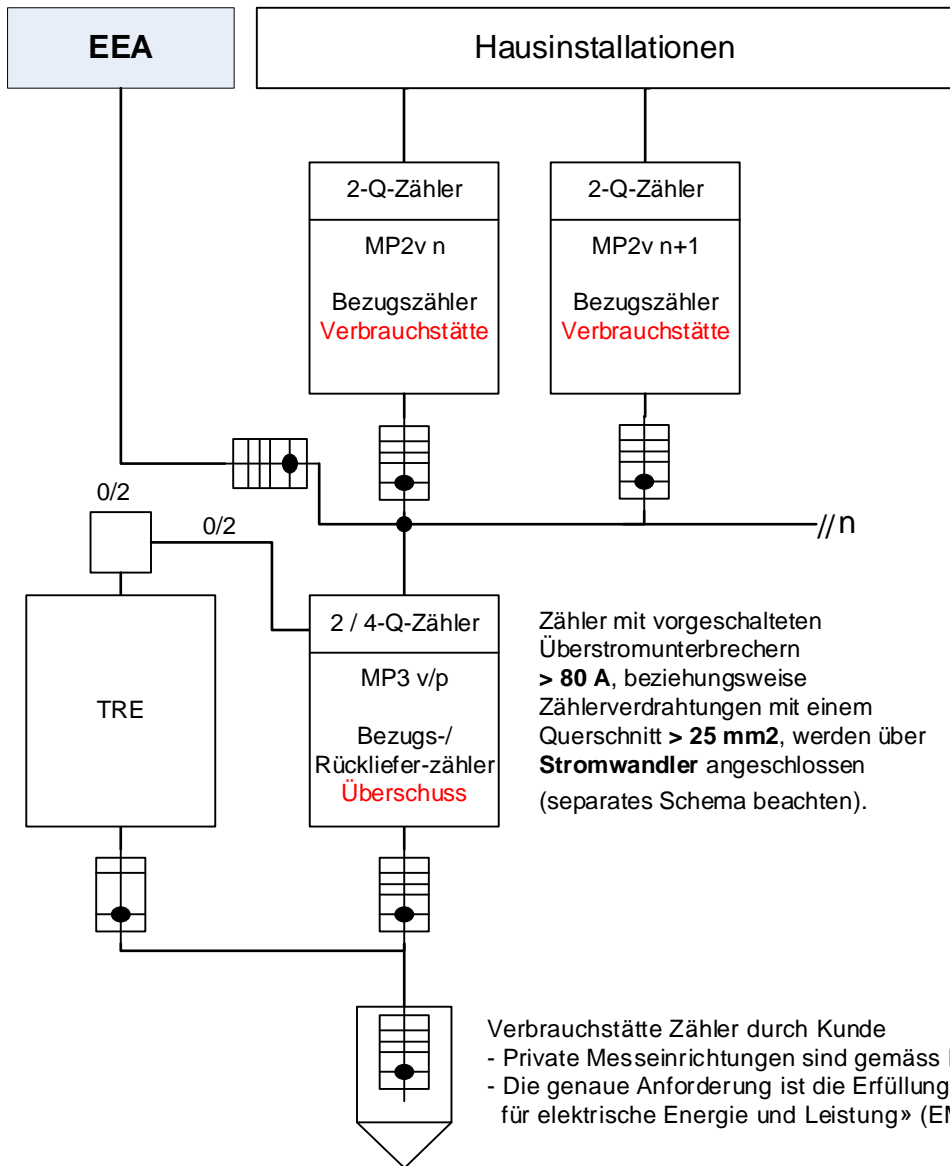 EEA
Hausinstallationen
2-Q-Zähler
2-Q-Zähler
MP2v n
MP2v n+1
Bezugszähler
Verbrauchstätte
Bezugszähler
Verbrauchstätte
0/2
0/2
//n
2 / 4-Q-Zähler
TRE
MP3 v/p
Bezugs-/
Rückliefer-zähler
Überschuss
Zähler mit vorgeschalteten
Überstromunterbrechern
> 80 A, beziehungsweise
Zählerverdrahtungen mit einem
Querschnitt > 25 mm2, werden über
Stromwandler angeschlossen
(separates Schema beachten).
Verbrauchstätte Zähler durch Kunde
- Private Messeinrichtungen sind gemäss
- Die genaue Anforderung ist die Erfüllung
für elektrische Energie und Leistung» (EM